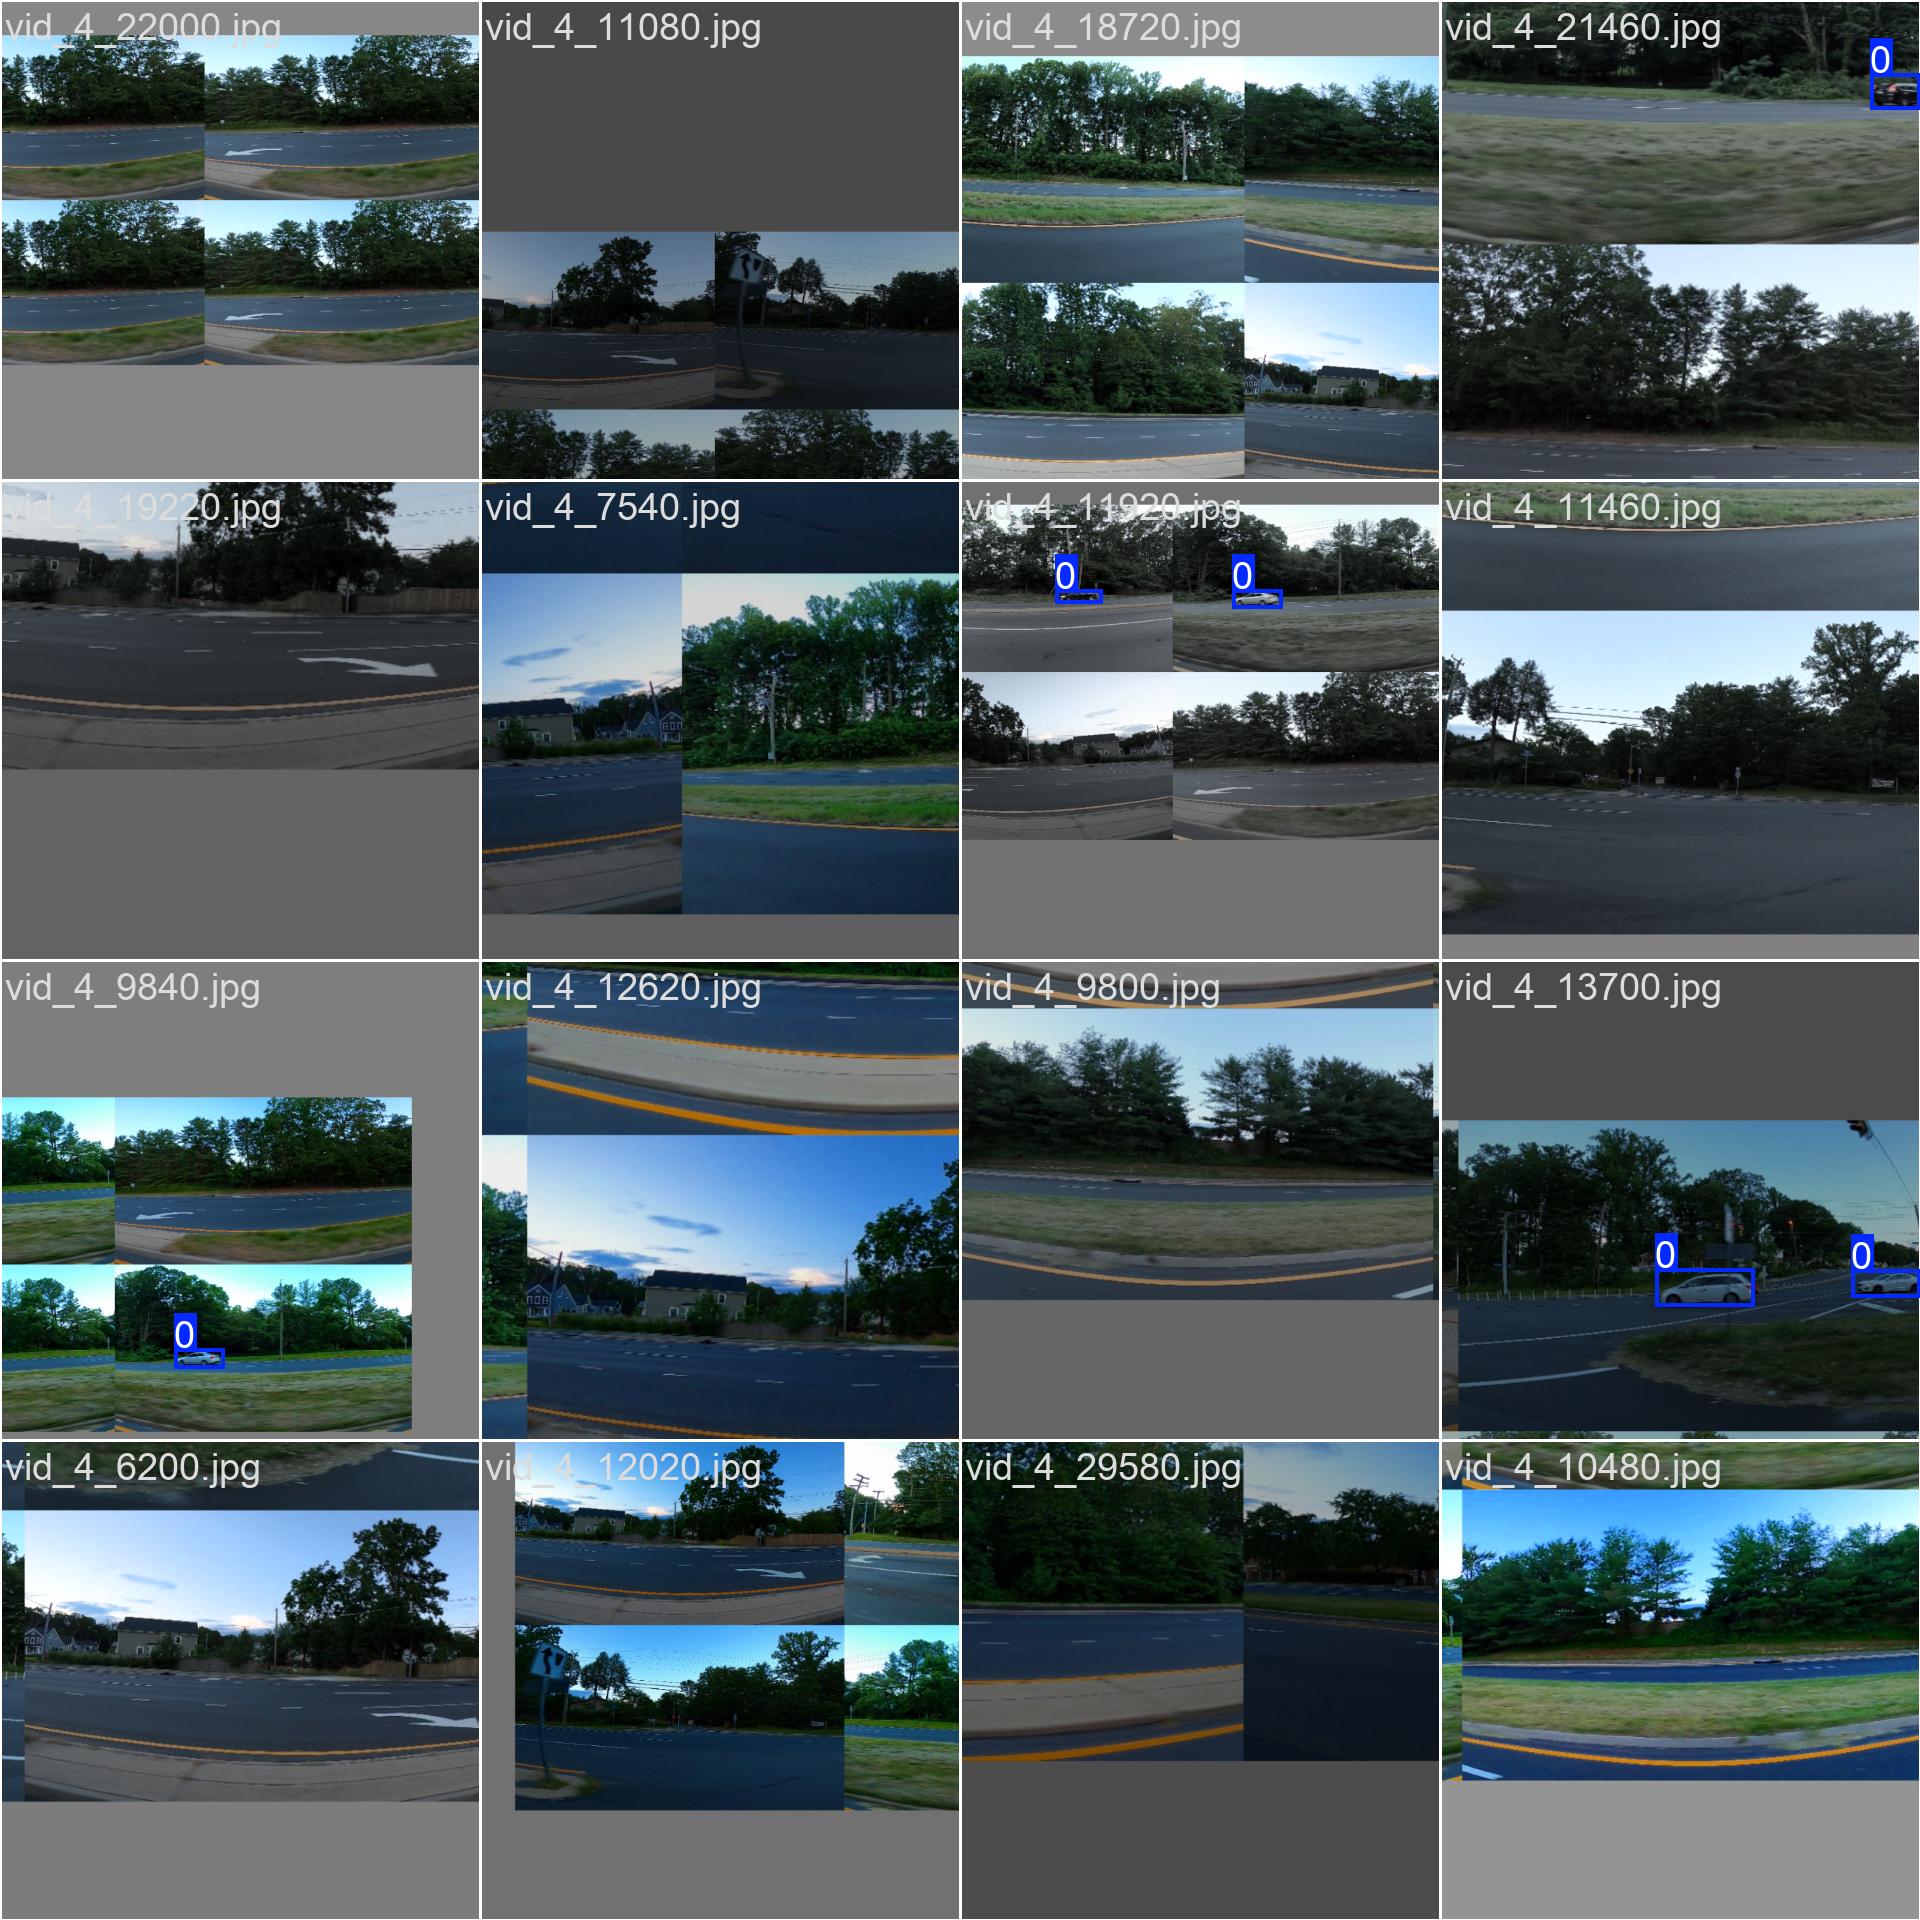 vid_4_22000.jpg
vid_4_11080.jpg
vid_4_18720.jpg
vid_4_21460.jpg
0
vid_4_19220.jpg
vid_4_7540.jpg
vid_4_11920.jpg
0
0
vid_4_11460.jpg
vid_4_9840.jpg
0
vid_4_12620.jpg
vid_4_9800.jpg
vid_4_13700.jpg
0
0
vid_4_6200.jpg
vid_4_12020.jpg
vid_4_29580.jpg
vid_4_10480.jpg